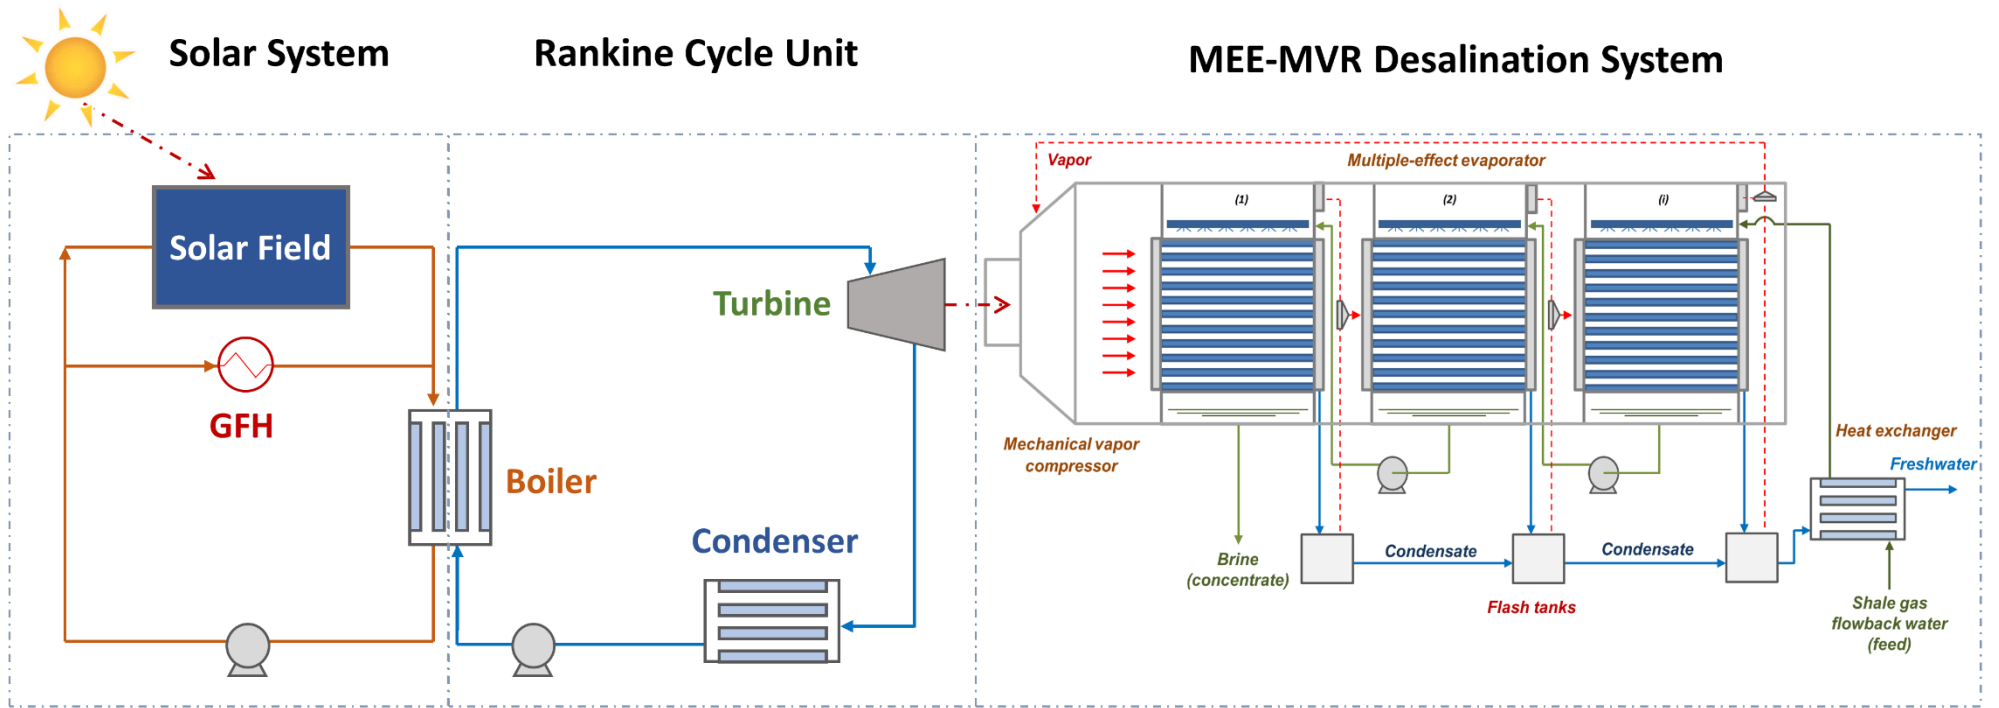 Solar System
Rankine Cycle Unit
MEE-MVR Desalination System
Vapor
Multiple-effect evaporator
(1)
(2)
(i)
Solar Field
Turbine
GFH
Boiler
Mechanical vapor
compressor
Heat exchanger
Freshwater
Condenser
Brine
(concentrate)
Condensate
Condensate
Flash tanks
Shale gas
flowback water
(feed)